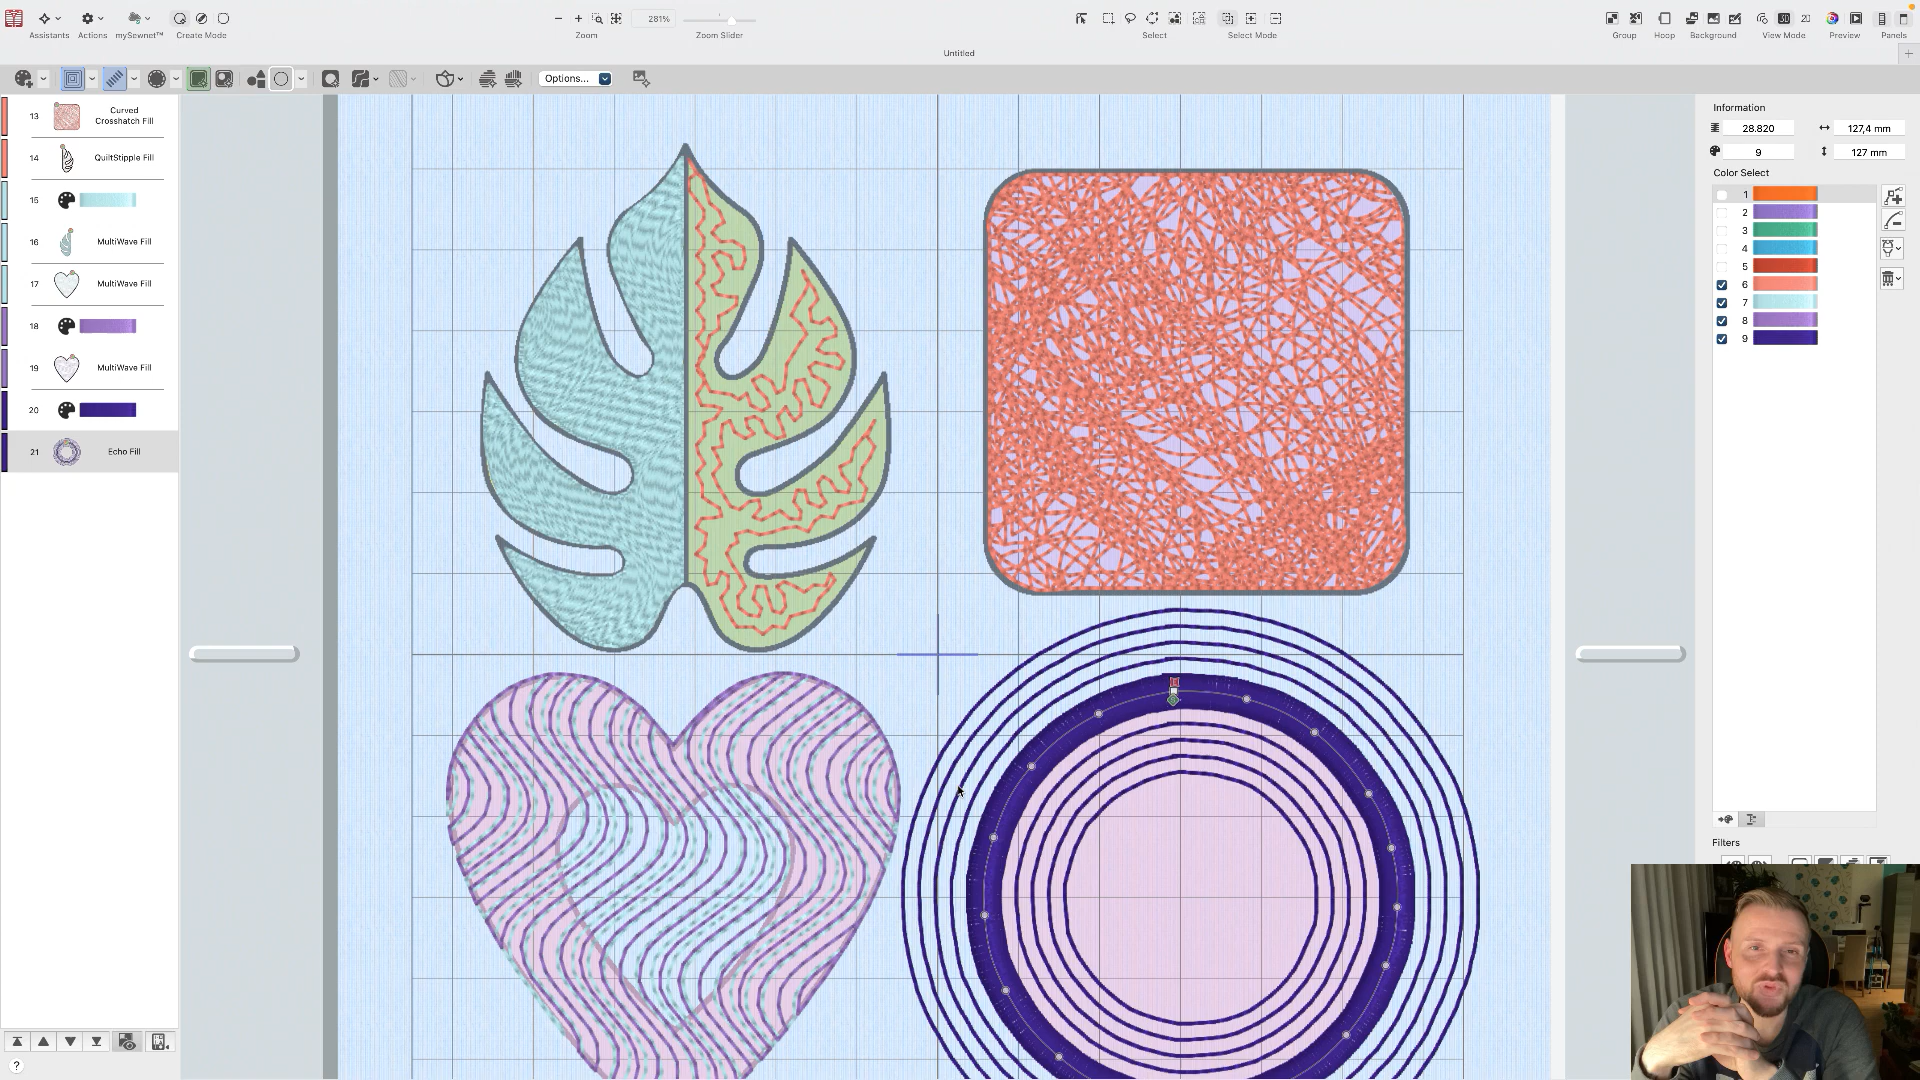 281%
Assistants Actions mySewnet™ Create Mode Zoom Zoom Slider Select Select Mode Group Hoop Background View Mode Preview Panels
2D
3D
Untitled
Options...
13 Curved Crosshatch Fill
14 QuiltStipple Fill
15
16 MultiWave Fill
17 MultiWave Fill
18
19 MultiWave Fill
20
21 Echo Fill
?
Information
28.820 127,4 mm
9 127 mm
Color Select
1
2
3
4
5
6
7
8
9
Filters